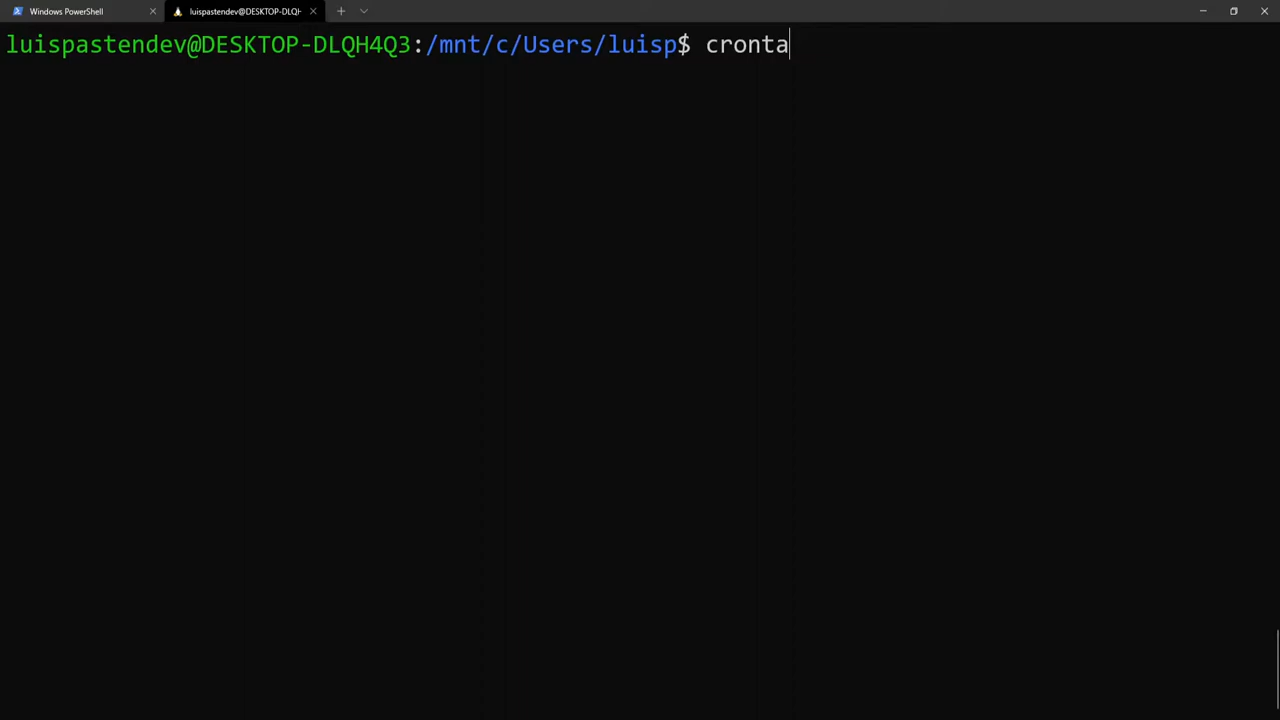 Windows PowerShell
luispastendev@DESKTOP-DLQH
luispastendev@DESKTOP-DLQH4Q3:/mnt/c/Users/luisp$ cronta